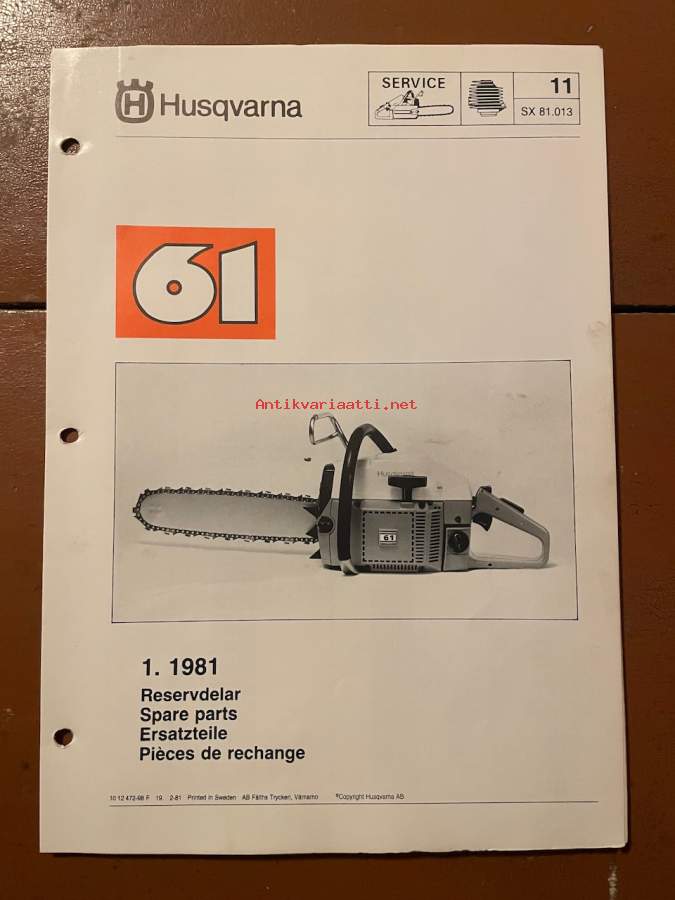 Husqvarna
SERVICE
11
SX 81.013
61
Antikvariaatti.net
Husqvarna
61
1. 1981
Reservdelar
Spare parts
Ersatzteile
Pièces de rechange
10 12 472-98 F 19. 2-81 Printed in Sweden AB Fälths Tryckeri, Värnamo ®Copyright Husqvarna AB